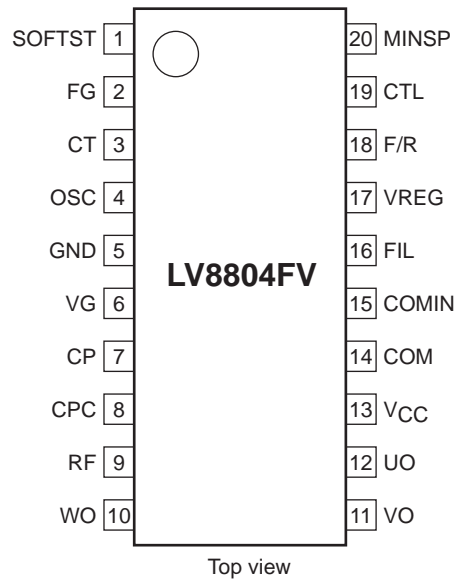 SOFTST 1 20 MINSP
FG 2 19 CTL
CT 3 18 F/R
OSC 4 17 VREG
GND 5 16 FIL
LV8804FV
VG 6 15 COMIN
CP 7 14 COM
CPC 8 13 VCC
RF 9 12 UO
WO 10 11 VO
Top view